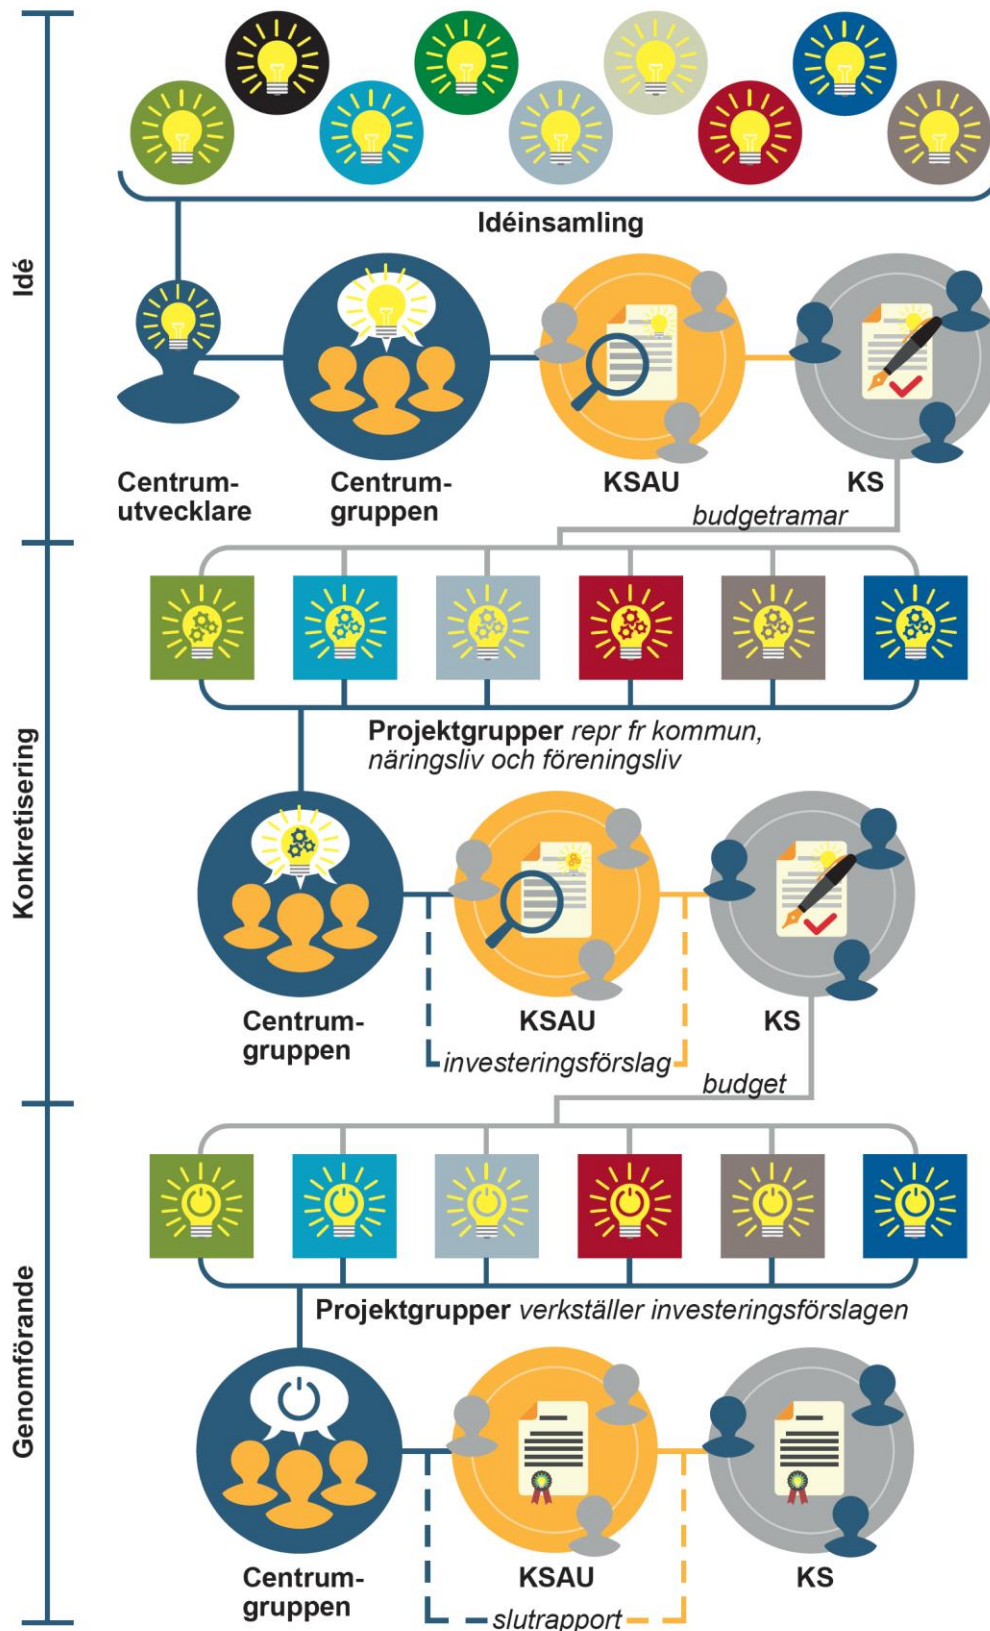 Idé
Idéinsamling
Centrum-
utvecklare
Centrum-
gruppen
KSAU
KS
budgetramar
Konkretisering
Projektgrupper repr fr kommun,
näringsliv och föreningsliv
Centrum-
gruppen
KSAU
KS
investeringsförslag
budget
Genomförande
Projektgrupper verkställer investeringsförslagen
Centrum-
gruppen
KSAU
KS
slutrapport